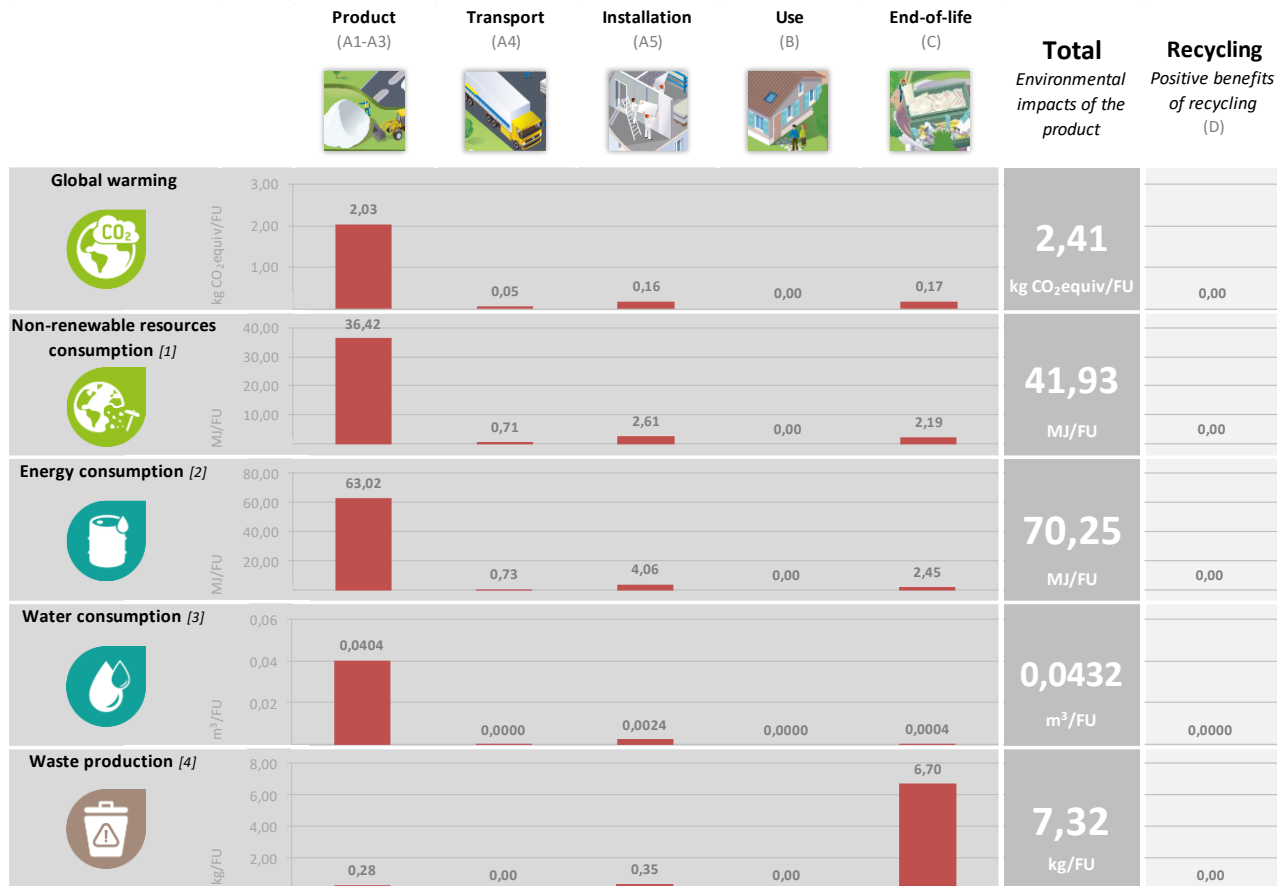 Product
(A1-A3)
Transport
(A4)
Installation
(A5)
Use
(B)
End-of-life
(C)
Total
Environmental
impacts of the
product
Recycling
Positive benefits
of recycling
(D)
Global warming
CO₂
kg CO₂equiv/FU
3,00
2,00
1,00
2,03
0,05
0,16
0,00
0,17
2,41
kg CO₂equiv/FU
0,00
Non-renewable resources
consumption [1]
MJ/FU
40,00
30,00
20,00
10,00
36,42
0,71
2,61
0,00
2,19
41,93
MJ/FU
0,00
Energy consumption [2]
MJ/FU
80,00
60,00
40,00
20,00
63,02
0,73
4,06
0,00
2,45
70,25
MJ/FU
0,00
Water consumption [3]
m³/FU
0,06
0,04
0,02
0,0404
0,0000
0,0024
0,0000
0,0004
0,0432
m³/FU
0,0000
Waste production [4]
kg/FU
8,00
6,00
4,00
2,00
0,28
0,00
0,35
0,00
6,70
7,32
kg/FU
0,00